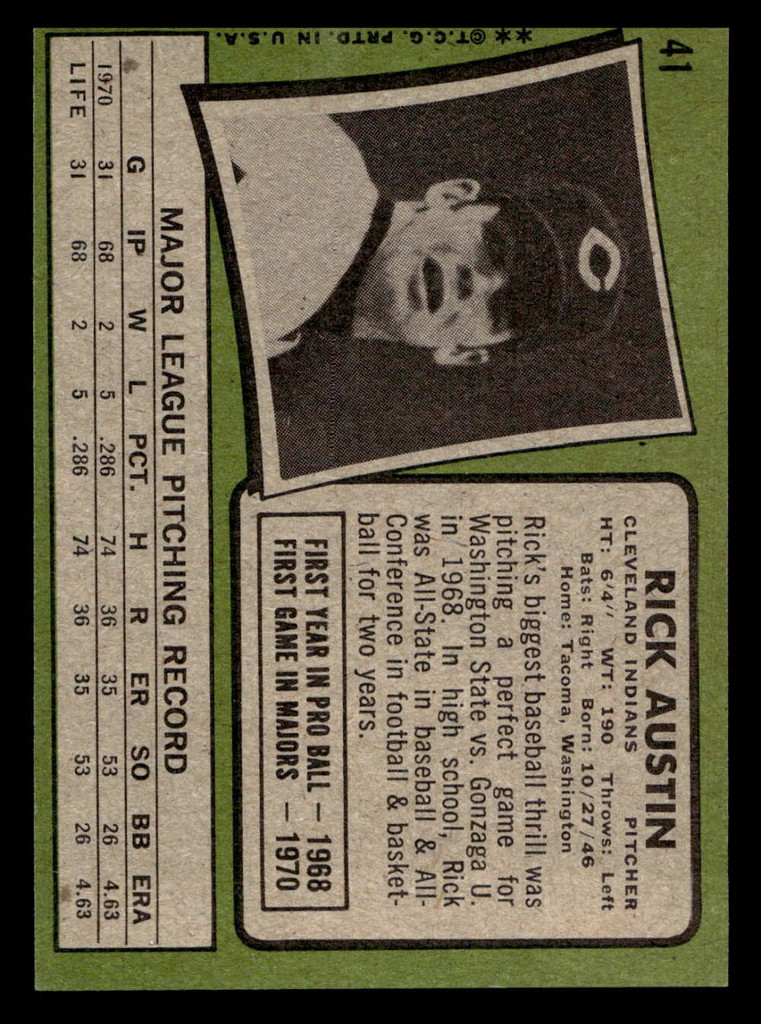 41
RICK AUSTIN
CLEVELAND INDIANS PITCHER
HT: 6'4" WT: 190 Throws: Left
Bats: Right Born: 10/27/46
Home: Tacoma, Washington
Rick's biggest baseball thrill was
pitching a perfect game for
Washington State vs. Gonzaga U.
in 1968. In high school, Rick
was All-State in baseball & All-
Conference in football & basket-
ball for two years.
FIRST YEAR IN PRO BALL — 1968
FIRST GAME IN MAJORS — 1970
C
MAJOR LEAGUE PITCHING RECORD
G IP W L PCT. H R ER SO BB ERA
1970 31 68 2 5 .286 74 36 35 53 26 4.63
LIFE 31 68 2 5 .286 74 36 35 53 26 4.63
**©T.C.G. PRTD. IN U.S.A.